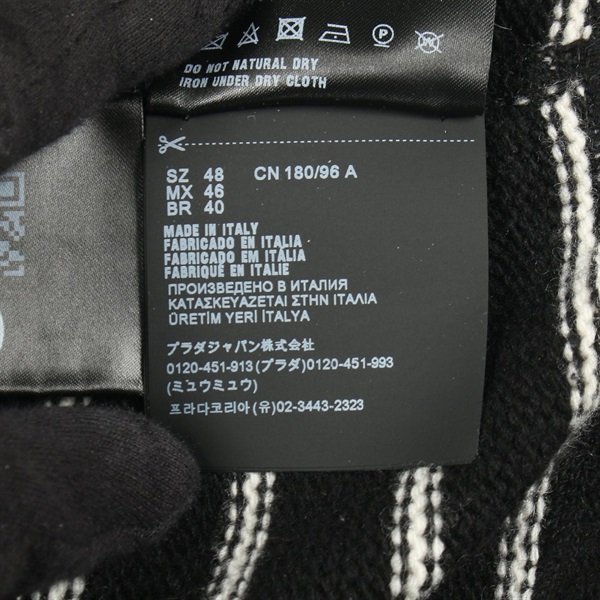 DO NOT NATURAL DRY
IRON UNDER DRY CLOTH
SZ 48 CN 180/96 A
MX 46
BR 40
MADE IN ITALY
FABRICADO EN ITALIA
FABRICADO EM ITÁLIA
FABRIQUÉ EN ITALIE
ПРОИЗВЕДЕНО В ИТАЛИЯ
ΚΑΤΑΣΚΕΥΑΖΕΤΑΙ ΣΤΗΝ ΙΤΑΛΙΑ
ÜRETİM YERİ İTALYA
プラダジャパン株式会社
0120-451-913 (プラダ)0120-451-993
(ミュウミュウ)
프라다코리아 (유)02-3443-2323